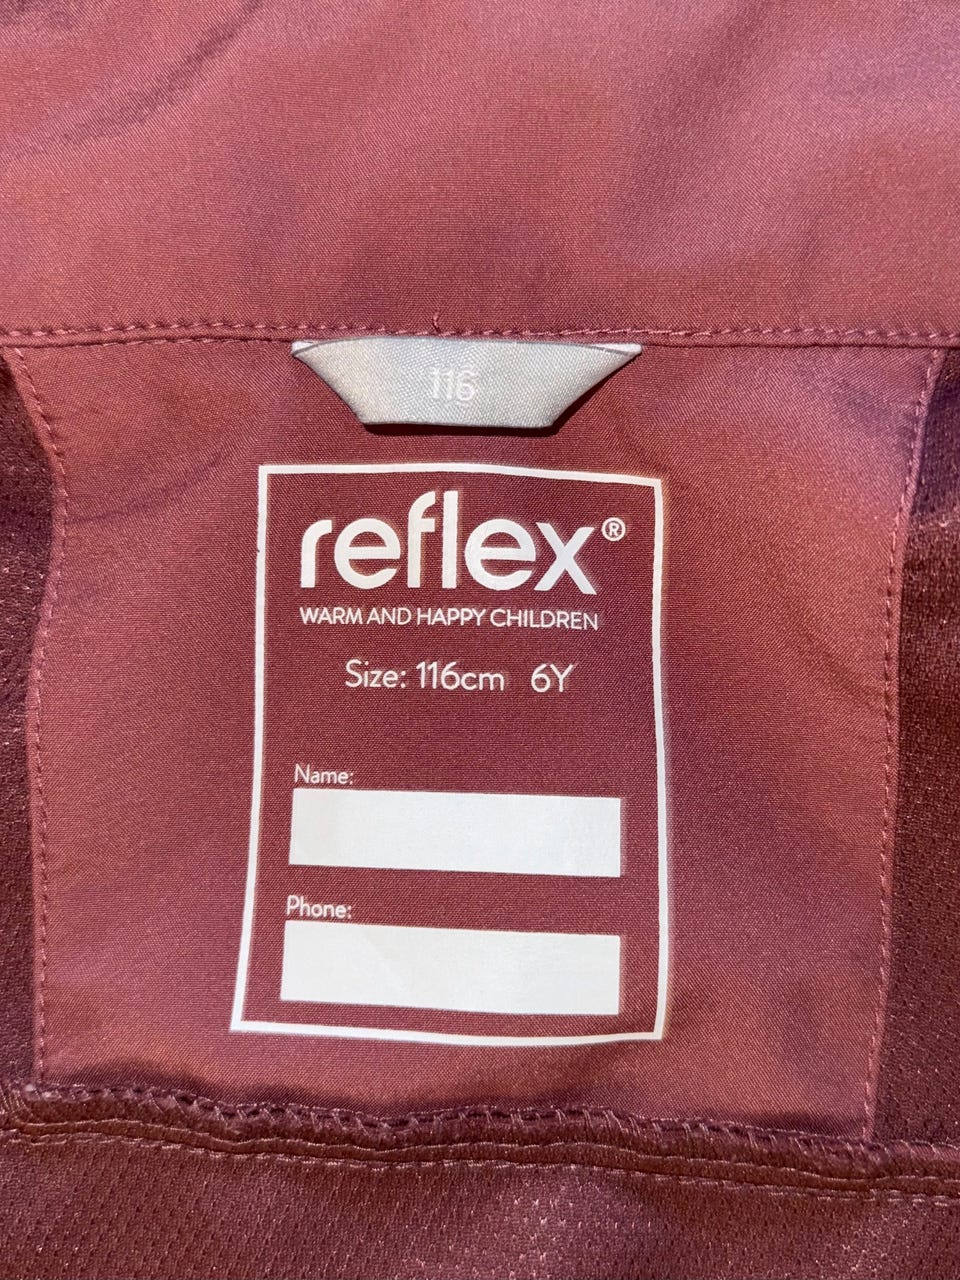 116
reflex®
WARM AND HAPPY CHILDREN
Size: 116cm 6Y
Name:
Phone: